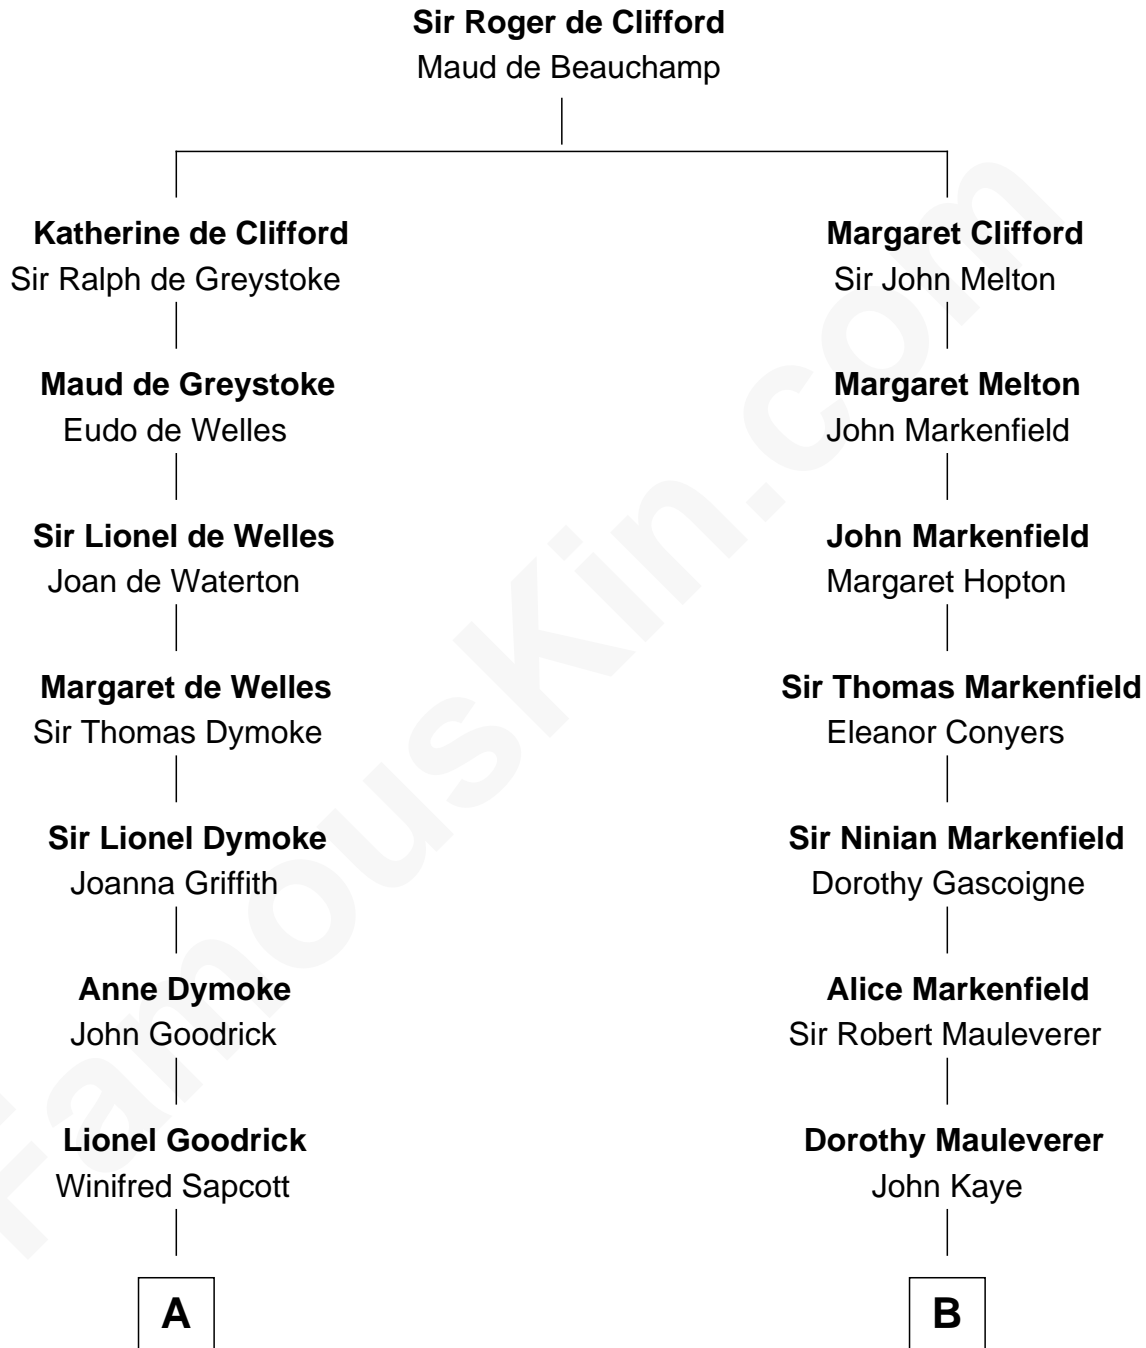 Sir Roger de Clifford
Maud de Beauchamp
Katherine de Clifford
Sir Ralph de Greystoke
Margaret Clifford
Sir John Melton
Maud de Greystoke
Eudo de Welles
Margaret Melton
John Markenfield
Sir Lionel de Welles
Joan de Waterton
John Markenfield
Margaret Hopton
Margaret de Welles
Sir Thomas Dymoke
Sir Thomas Markenfield
Eleanor Conyers
Sir Lionel Dymoke
Joanna Griffith
Sir Ninian Markenfield
Dorothy Gascoigne
Anne Dymoke
John Goodrick
Alice Markenfield
Sir Robert Mauleverer
Lionel Goodrick
Winifred Sapcott
Dorothy Mauleverer
John Kaye
A
B
FamousKin.com